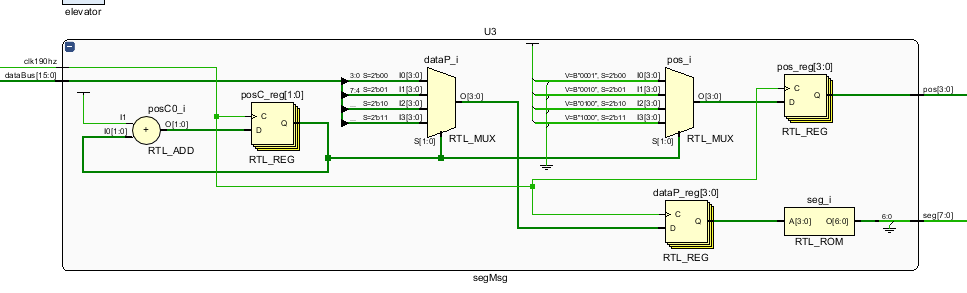 elevator
U3
clk190hz
dataBus[15:0]
posC0_i
I1
I0[1:0]
+
O[1:0]
RTL_ADD
posC_reg[1:0]
C
D
Q
RTL_REG
dataP_i
3:0 S=2'b00 I0[3:0]
7:4 S=2'b01 I1[3:0]
... S=2'b10 I2[3:0]
... S=2'b11 I3[3:0]
O[3:0]
S[1:0]
RTL_MUX
pos_i
V=B"0001", S=2'b00 I0[3:0]
V=B"0010", S=2'b01 I1[3:0]
V=B"0100", S=2'b10 I2[3:0]
V=B"1000", S=2'b11 I3[3:0]
O[3:0]
S[1:0]
RTL_MUX
pos_reg[3:0]
C
D
Q
RTL_REG
pos[3:0]
dataP_reg[3:0]
C
D
Q
RTL_REG
seg_i
A[3:0] O[6:0]
RTL_ROM
6:0
seg[7:0]
segMsg